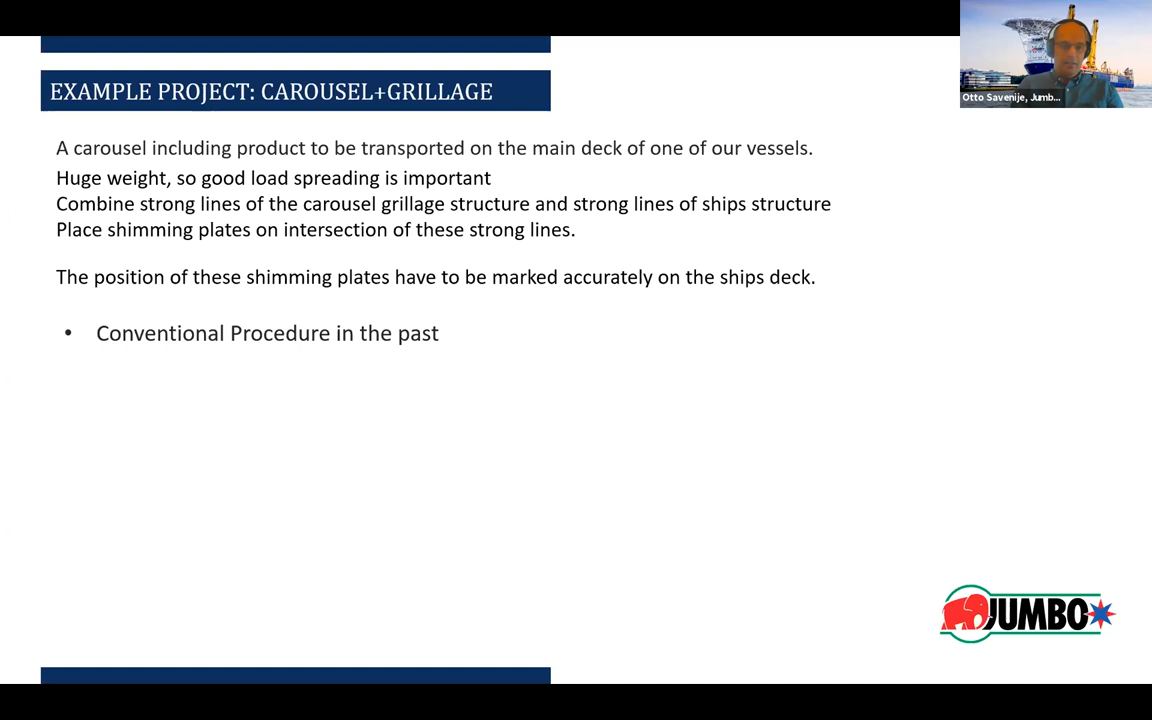 Otto Savenije, Jumb...
EXAMPLE PROJECT: CAROUSEL+GRILLAGE
A carousel including product to be transported on the main deck of one of our vessels.
Huge weight, so good load spreading is important
Combine strong lines of the carousel grillage structure and strong lines of ships structure
Place shimming plates on intersection of these strong lines.
The position of these shimming plates have to be marked accurately on the ships deck.
• Conventional Procedure in the past
JUMBO